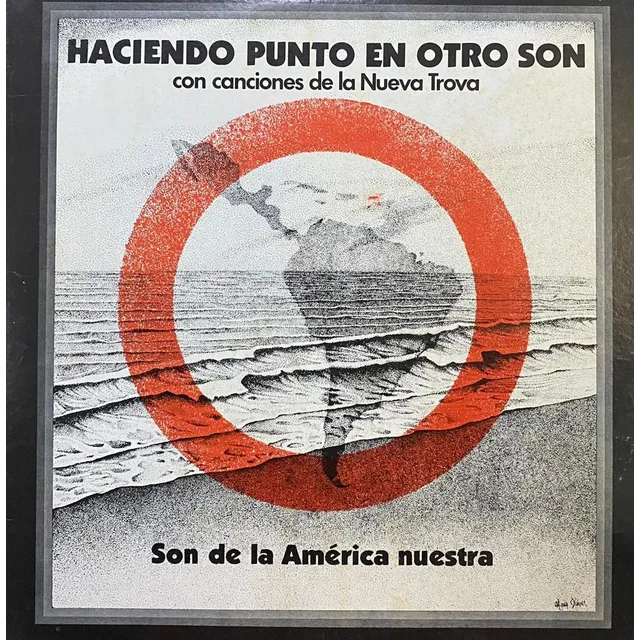 HACIENDO PUNTO EN OTRO SON
con canciones de la Nueva Trova
Son de la América nuestra